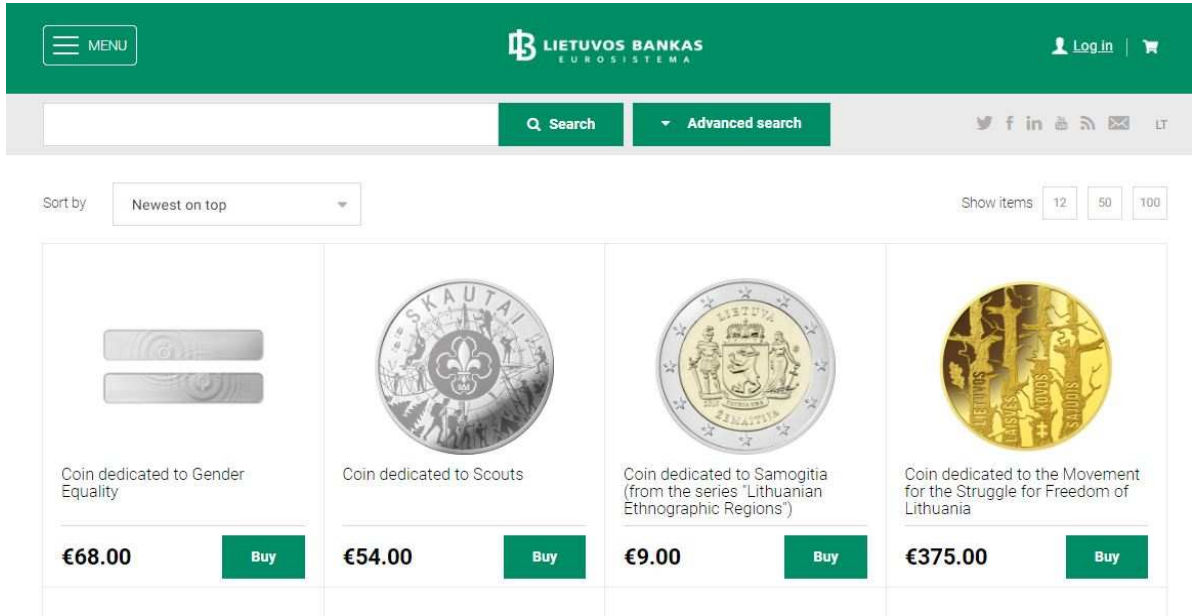 MENU
LIETUVOS BANKAS
EUROSISTEMA
Log in
Search
Advanced search
LT
Sort by
Newest on top
Show items
12
50
100
SKAUTAI
LIETUVA
ŽEMAITIJA
LIETUVOS
LAISVĖS
KOVOS
SĄJŪDIS
Coin dedicated to Gender
Equality
Coin dedicated to Scouts
Coin dedicated to Samogitia
(from the series "Lithuanian
Ethnographic Regions")
Coin dedicated to the Movement
for the Struggle for Freedom of
Lithuania
€68.00
Buy
€54.00
Buy
€9.00
Buy
€375.00
Buy